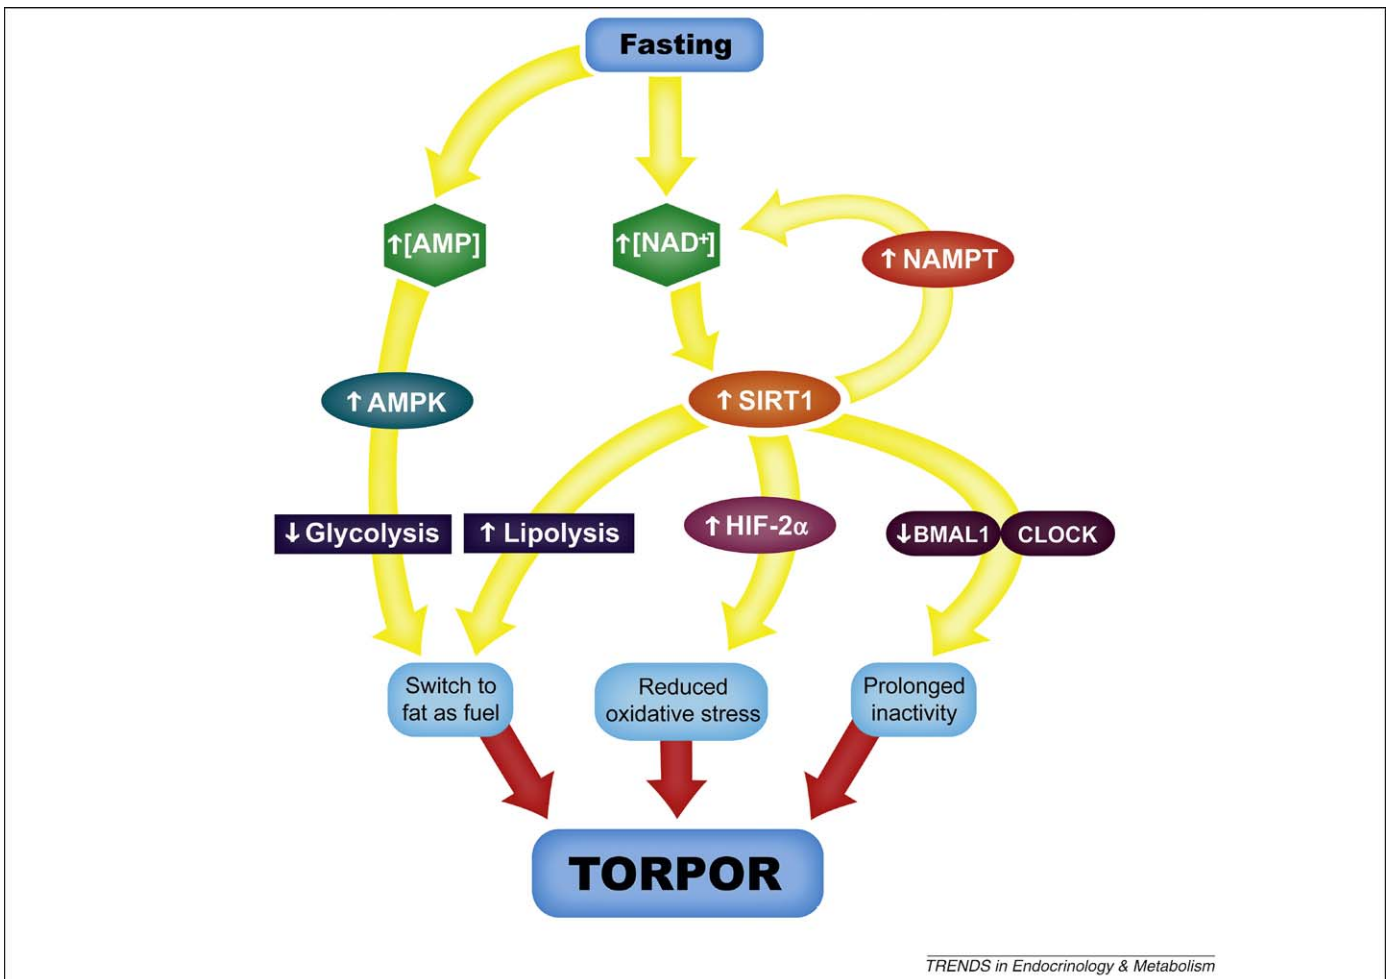 Fasting
↑[AMP]
↑[NAD⁺]
↑ NAMPT
↑ AMPK
↑ SIRT1
↓ Glycolysis
↑ Lipolysis
↑ HIF-2α
↓BMAL1
CLOCK
Switch to
fat as fuel
Reduced
oxidative stress
Prolonged
inactivity
TORPOR
TRENDS in Endocrinology & Metabolism